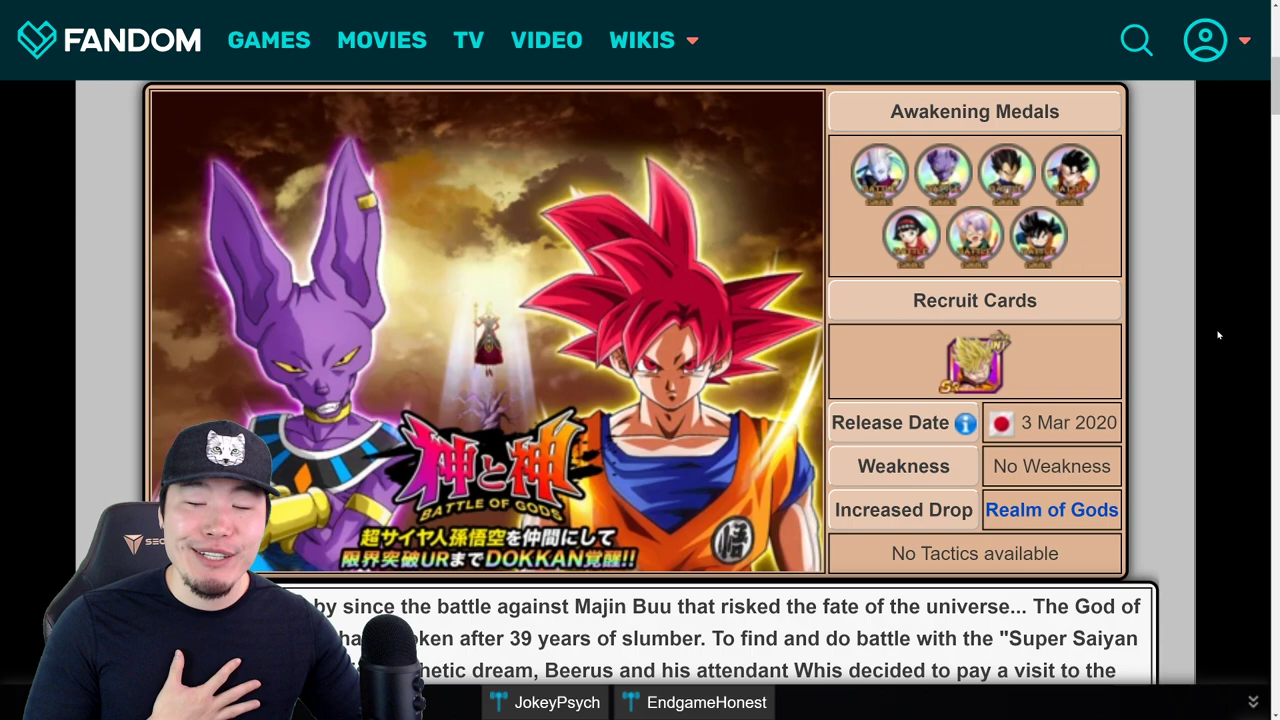 FANDOM GAMES MOVIES TV VIDEO WIKIS
Awakening Medals
Recruit Cards
Release Date 3 Mar 2020
Weakness No Weakness
Increased Drop Realm of Gods
No Tactics available
神と神
BATTLE OF GODS
超サイヤ人孫悟空を仲間にして
限界突破URまでDOKKAN覚醒!!
悟
by since the battle against Majin Buu that risked the fate of the universe... The God of
after 39 years of slumber. To find and do battle with the "Super Saiyan
dream, Beerus and his attendant Whis decided to pay a visit to the
JokeyPsych EndgameHonest